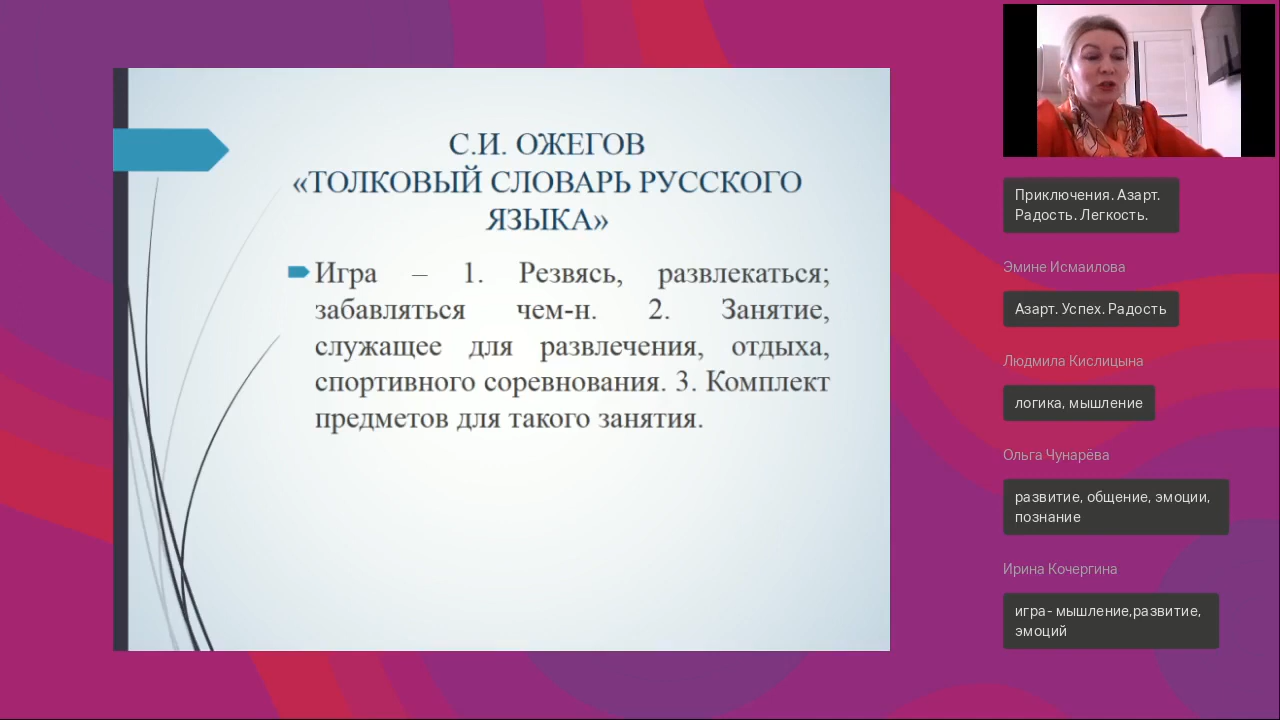 С.И. ОЖЕГОВ
«ТОЛКОВЫЙ СЛОВАРЬ РУССКОГО
ЯЗЫКА»
Игра – 1. Резвясь, развлекаться;
забавляться чем-н. 2. Занятие,
служащее для развлечения, отдыха,
спортивного соревнования. 3. Комплект
предметов для такого занятия.
Приключения. Азарт.
Радость. Легкость.
Эмине Исмаилова
Азарт. Успех. Радость
Людмила Кислицына
логика, мышление
Ольга Чунарёва
развитие, общение, эмоции,
познание
Ирина Кочергина
игра- мышление,развитие,
эмоций